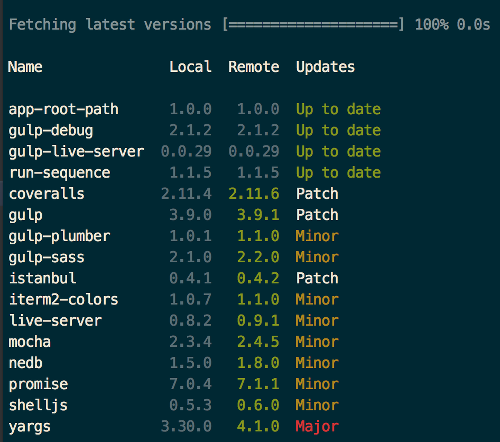 Fetching latest versions [====================] 100% 0.0s
Name Local Remote Updates
app-root-path 1.0.0 1.0.0 Up to date
gulp-debug 2.1.2 2.1.2 Up to date
gulp-live-server 0.0.29 0.0.29 Up to date
run-sequence 1.1.5 1.1.5 Up to date
coveralls 2.11.4 2.11.6 Patch
gulp 3.9.0 3.9.1 Patch
gulp-plumber 1.0.1 1.1.0 Minor
gulp-sass 2.1.0 2.2.0 Minor
istanbul 0.4.1 0.4.2 Patch
iterm2-colors 1.0.7 1.1.0 Minor
live-server 0.8.2 0.9.1 Minor
mocha 2.3.4 2.4.5 Minor
nedb 1.5.0 1.8.0 Minor
promise 7.0.4 7.1.1 Minor
shelljs 0.5.3 0.6.0 Minor
yargs 3.30.0 4.1.0 Major